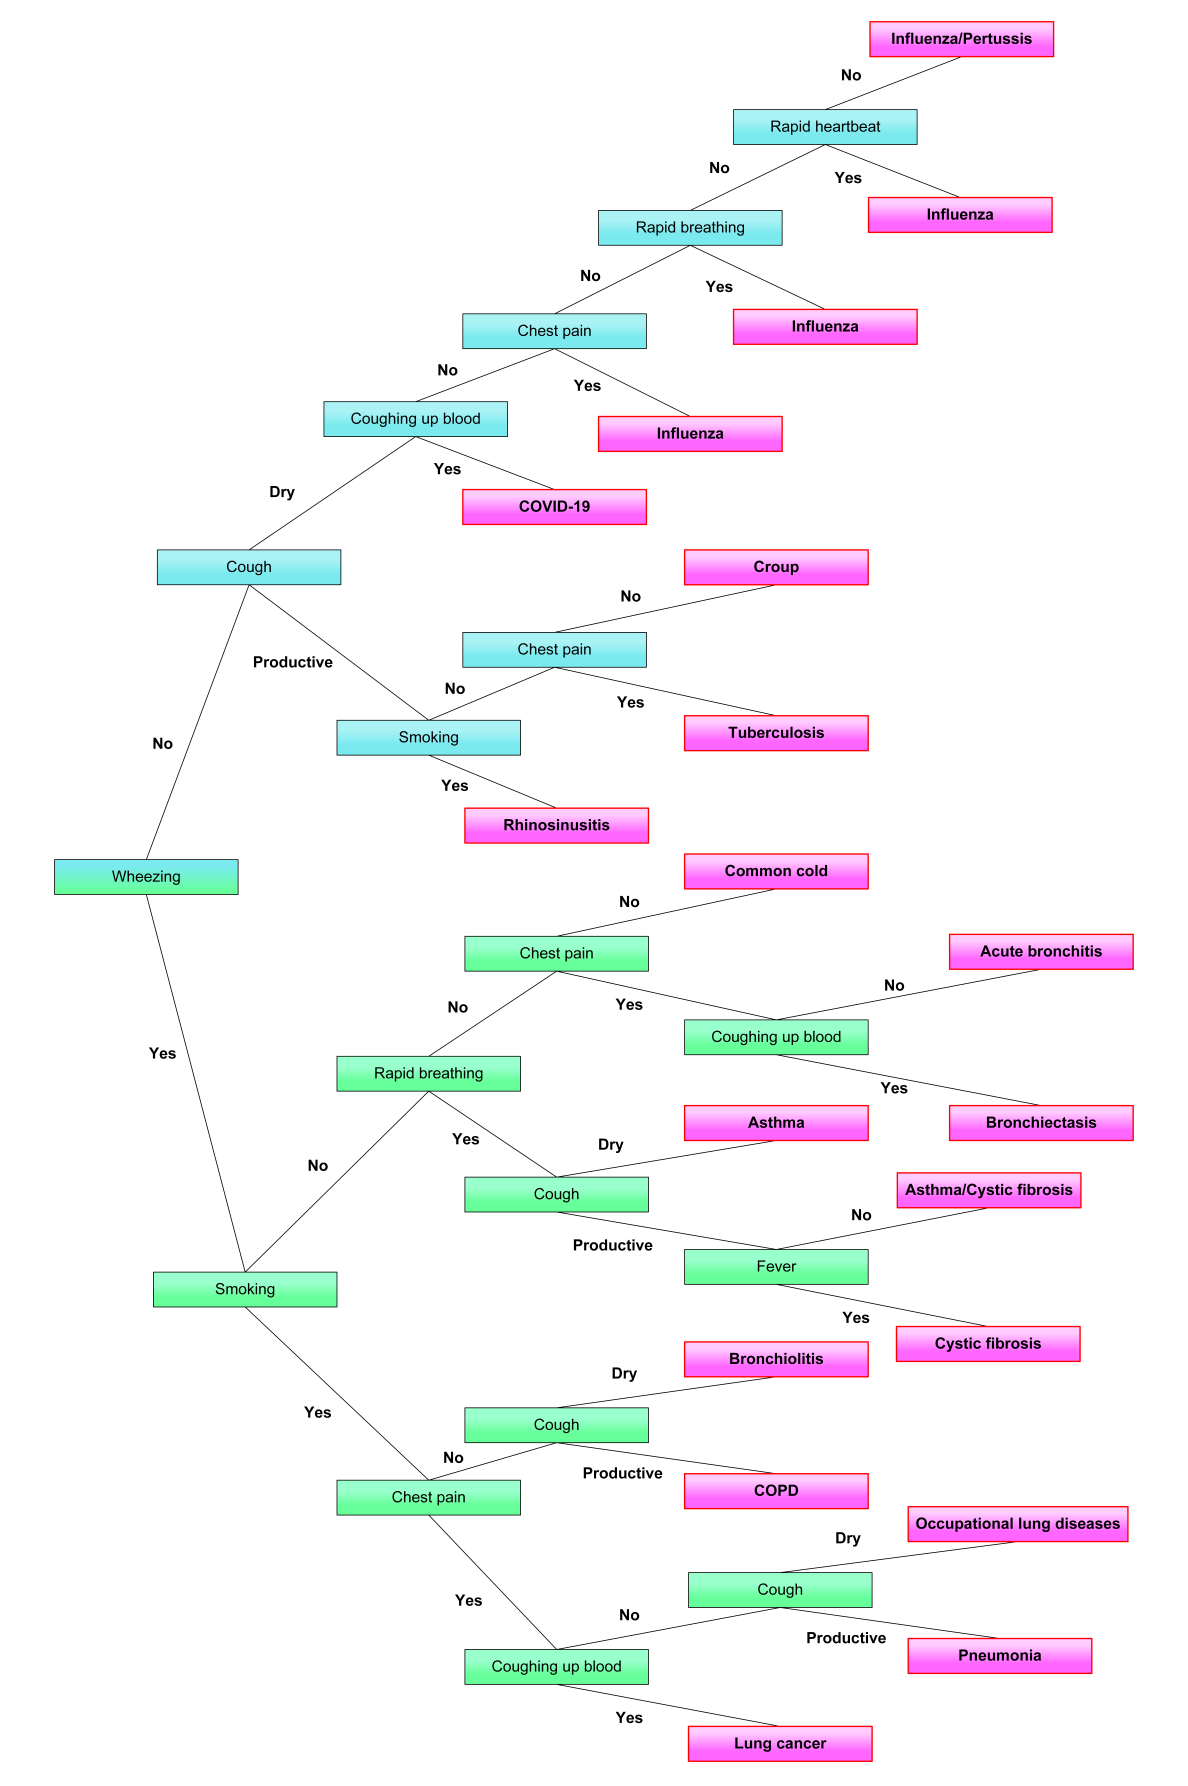 Influenza/Pertussis
No
Rapid heartbeat
No
Yes
Influenza
Rapid breathing
No
Yes
Influenza
Chest pain
No
Yes
Coughing up blood
Influenza
Yes
Dry
COVID-19
Cough
Croup
No
Chest pain
Productive
No
Yes
Tuberculosis
Smoking
No
Yes
Rhinosinusitis
Common cold
Wheezing
No
Chest pain
Acute bronchitis
No
No
Yes
Coughing up blood
Yes
Rapid breathing
Yes
Bronchiectasis
Asthma
Yes
Dry
No
Cough
Asthma/Cystic fibrosis
No
Productive
Fever
Smoking
Yes
Cystic fibrosis
Bronchiolitis
Dry
Yes
Cough
No
Productive
COPD
Chest pain
Occupational lung diseases
Dry
Cough
Yes
No
Productive
Pneumonia
Coughing up blood
Yes
Lung cancer